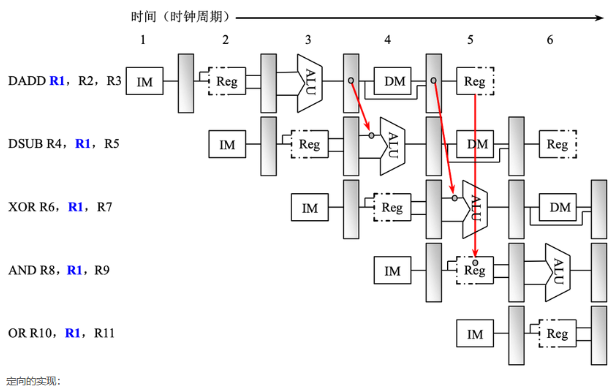 时间（时钟周期）
1 2 3 4 5 6
DADD R1, R2, R3 IM Reg ALU DM Reg
DSUB R4, R1, R5 IM Reg ALU DM Reg
XOR R6, R1, R7 IM Reg ALU DM
AND R8, R1, R9 IM Reg ALU
OR R10, R1, R11 IM Reg
定向的实现：